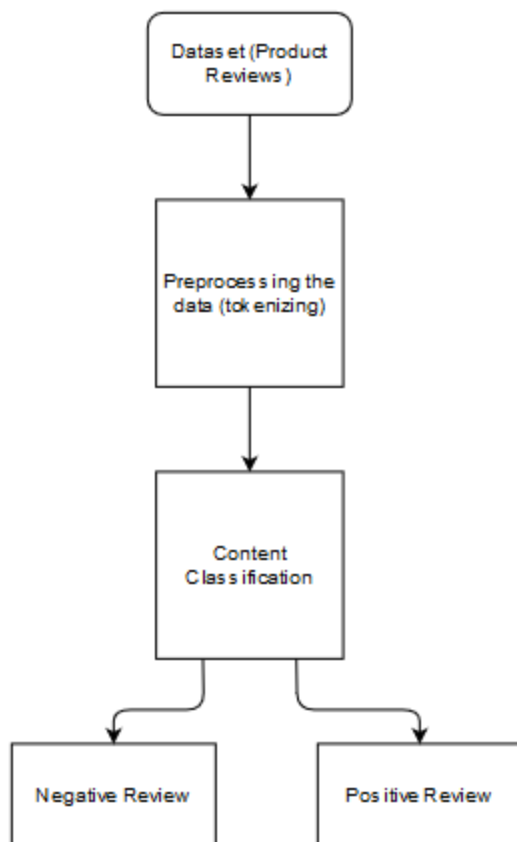 Dataset (Product
Reviews)
Preprocessing the
data (tokenizing)
Content
Classification
Negative Review
Positive Review